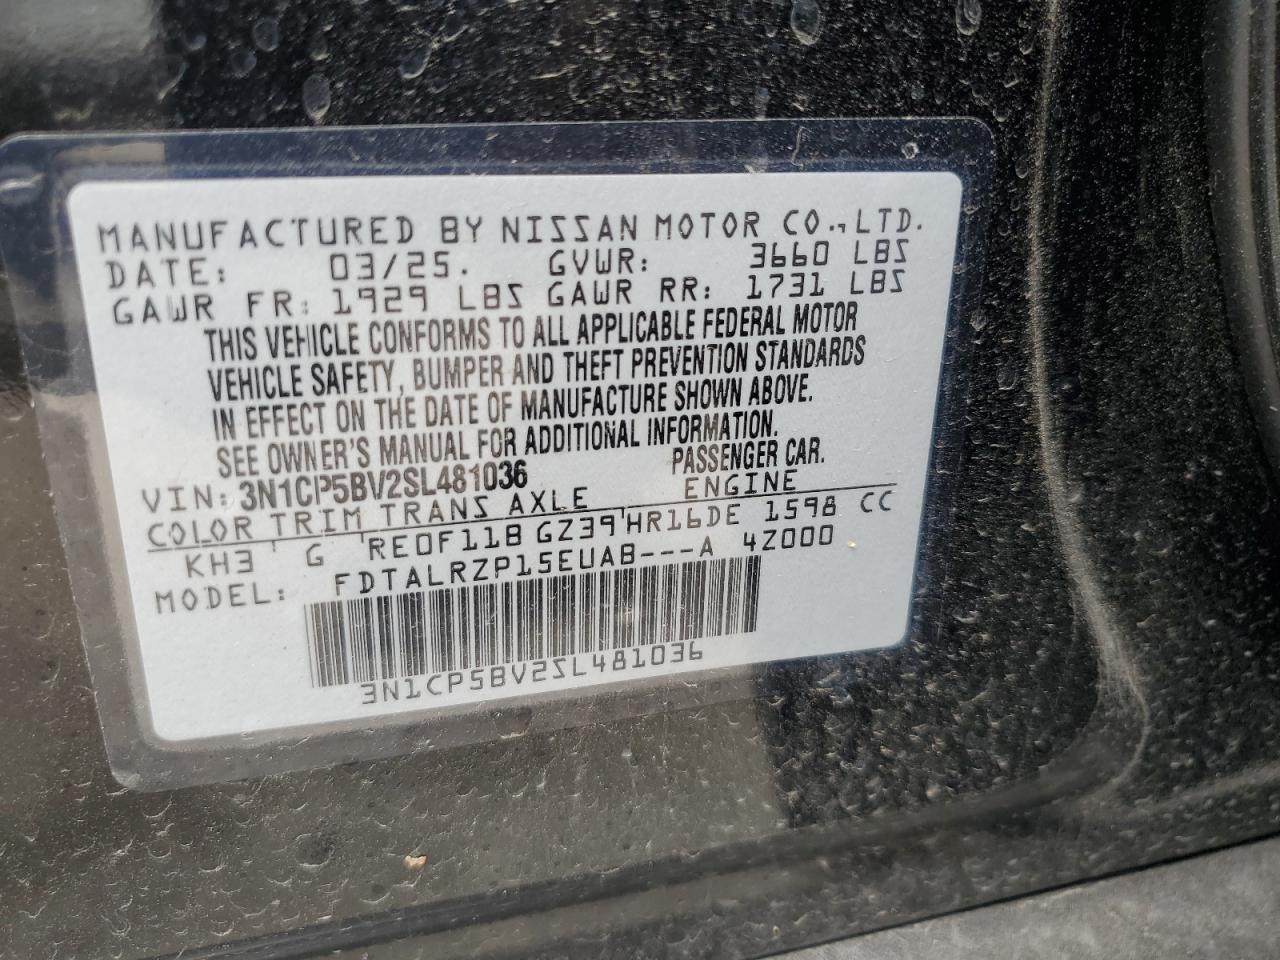 MANUFACTURED BY NISSAN MOTOR CO.,LTD.
DATE: 03/25. GVWR: 3660 LBS
GAWR FR: 1929 LBS GAWR RR: 1731 LBS
THIS VEHICLE CONFORMS TO ALL APPLICABLE FEDERAL MOTOR
VEHICLE SAFETY, BUMPER AND THEFT PREVENTION STANDARDS
IN EFFECT ON THE DATE OF MANUFACTURE SHOWN ABOVE.
SEE OWNER'S MANUAL FOR ADDITIONAL INFORMATION.
VIN: 3N1CP5BV2SL481036 PASSENGER CAR.
COLOR TRIM TRANS AXLE ENGINE
KH3 G RE0F11B GZ39 HR16DE 1598 CC
MODEL: FDTALRZP15EUAB---A 4Z000
3N1CP5BV2SL481036